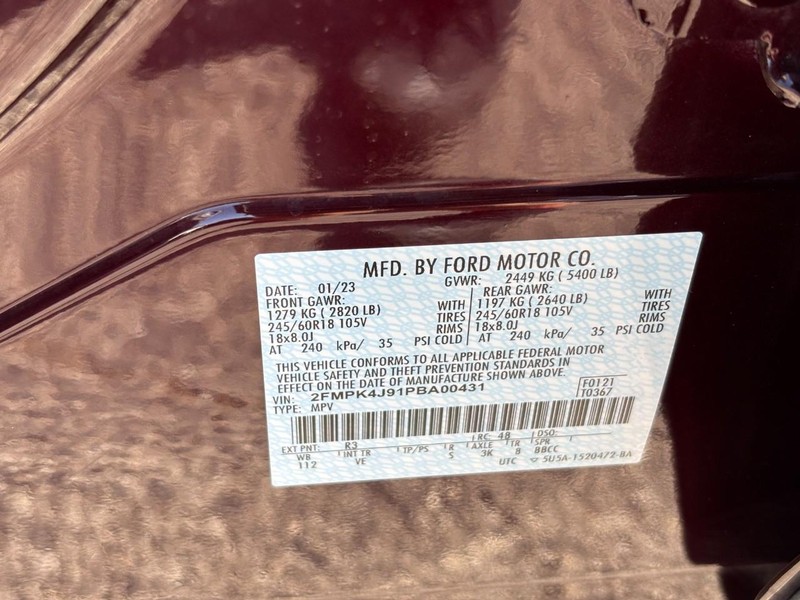 MFD. BY FORD MOTOR CO.
DATE: 01/23 GVWR: 2449 KG ( 5400 LB)
FRONT GAWR: REAR GAWR:
1279 KG ( 2820 LB) WITH 1197 KG ( 2640 LB) WITH
245/60R18 105V TIRES 245/60R18 105V TIRES
18x8.0J RIMS 18x8.0J RIMS
AT 240 kPa/ 35 PSI COLD AT 240 kPa/ 35 PSI COLD
THIS VEHICLE CONFORMS TO ALL APPLICABLE FEDERAL MOTOR
VEHICLE SAFETY AND THEFT PREVENTION STANDARDS IN
EFFECT ON THE DATE OF MANUFACTURE SHOWN ABOVE.
VIN: 2FMPK4J91PBA00431 F0121
TYPE: MPV T0367
EXT PNT: R3 RC: 48 DSO:
WB INT TR TP/PS R AXLE TR SPR
112 VE S 3K 8 8BCC
UTC 5U5A-1520472-BA